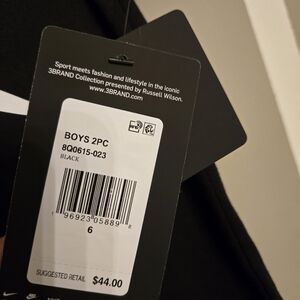 Sport meets fashion and lifestyle in the iconic
3BRAND Collection presented by Russell Wilson.
www.3BRAND.com
BOYS 2PC
8Q0615-023
BLACK
1 96923 05889 2
6
SUGGESTED RETAIL $44.00